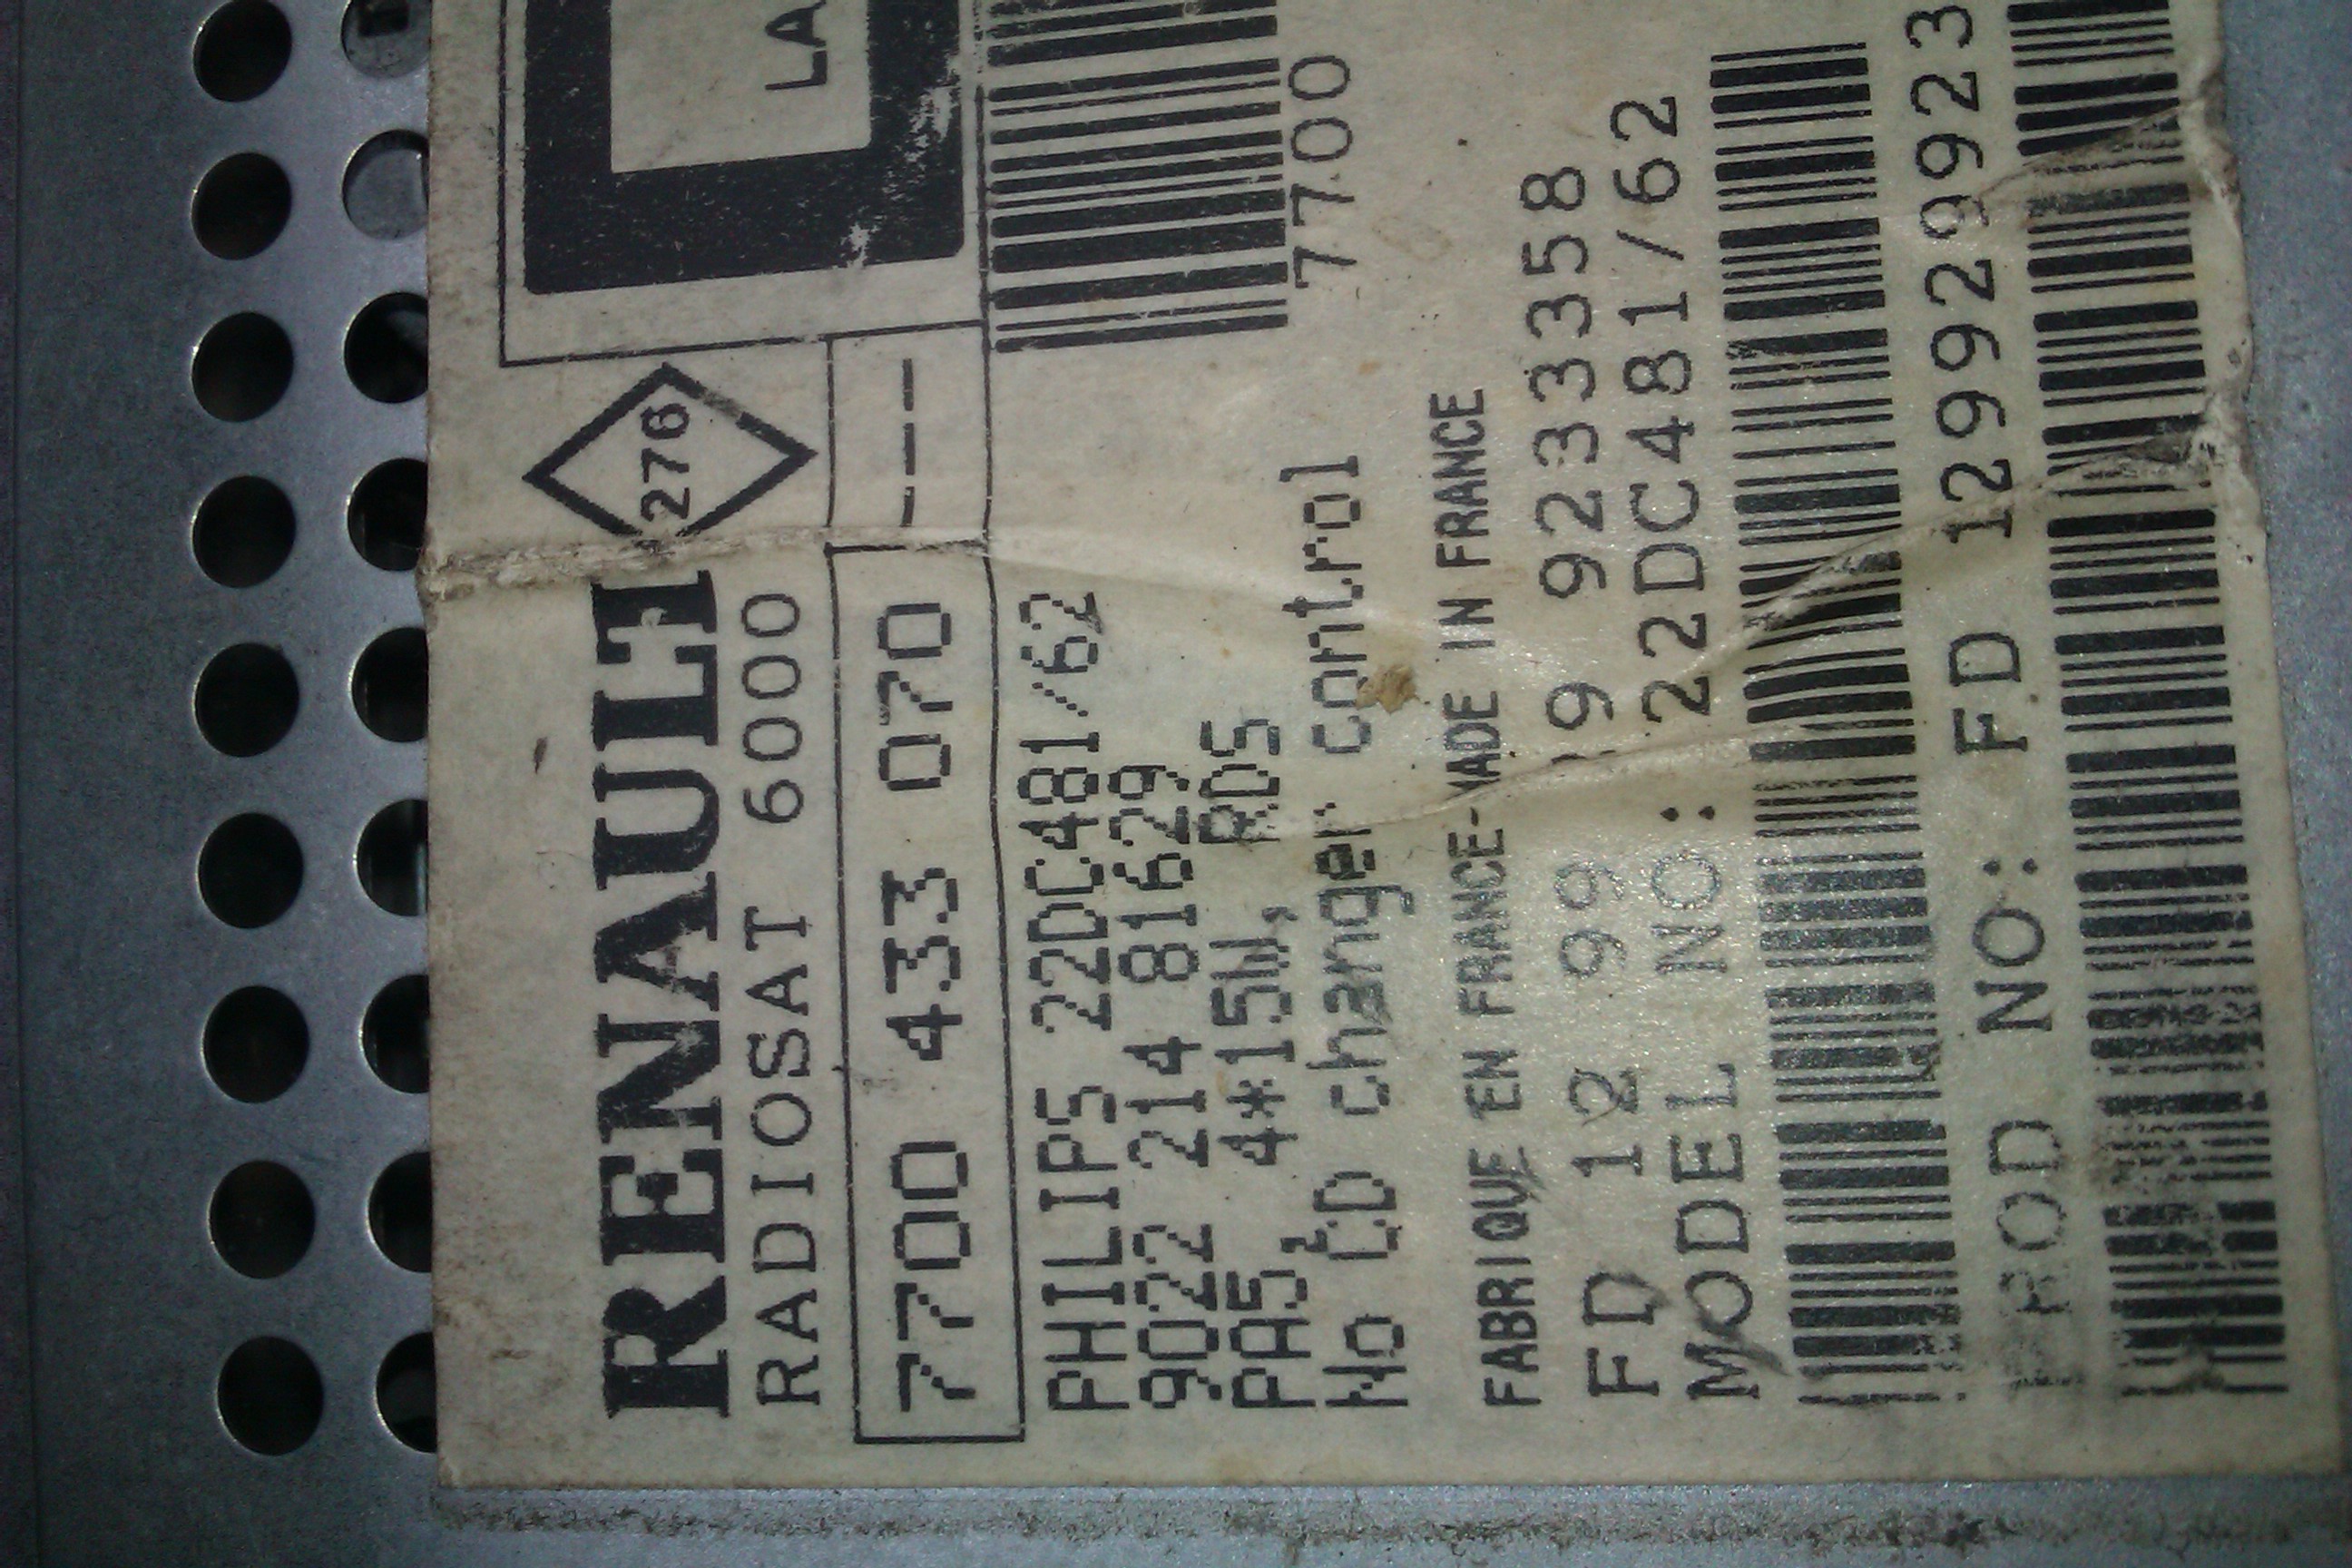 RENAULT 276
RADIOSAT 6000
7700 433 070 ---
LA
PHILIPS 22DC481/62
9022 214 81629
PA5, 4*15W, RDS
No CD changer control
7700
FABRIQUE EN FRANCE-MADE IN FRANCE
FD 12 99 99 9233358
MODEL NO: 22DC481/62
PROD NO: FD 1299299923